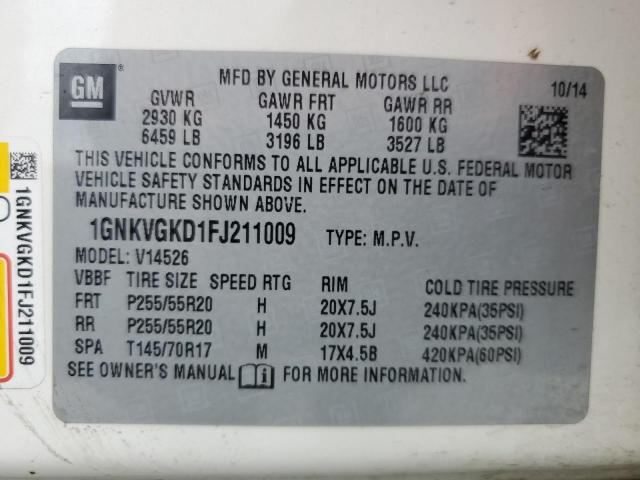 GM
MFD BY GENERAL MOTORS LLC
10/14
GVWR GAWR FRT GAWR RR
2930 KG 1450 KG 1600 KG
6459 LB 3196 LB 3527 LB
THIS VEHICLE CONFORMS TO ALL APPLICABLE U.S. FEDERAL MOTOR
VEHICLE SAFETY STANDARDS IN EFFECT ON THE DATE OF
MANUFACTURE SHOWN ABOVE.
1GNKVGKD1FJ211009 TYPE: M.P.V.
MODEL: V14526
VBBF TIRE SIZE SPEED RTG RIM COLD TIRE PRESSURE
FRT P255/55R20 H 20X7.5J 240KPA(35PSI)
RR P255/55R20 H 20X7.5J 240KPA(35PSI)
SPA T145/70R17 M 17X4.5B 420KPA(60PSI)
SEE OWNER'S MANUAL i FOR MORE INFORMATION.
1GNKVGKD1FJ211009